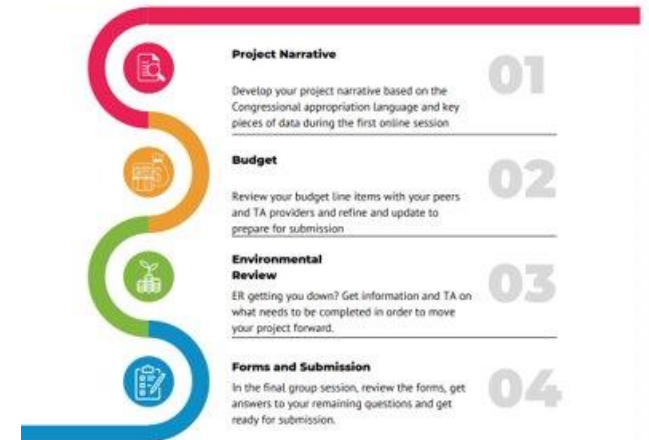 Project Narrative
01
Develop your project narrative based on the
Congressional appropriation language and key
pieces of data during the first online session
Budget
02
Review your budget line items with your peers
and TA providers and refine and update to
prepare for submission
Environmental
Review
03
ER getting you down? Get information and TA on
what needs to be completed in order to move
your project forward.
Forms and Submission
04
In the final group session, review the forms, get
answers to your remaining questions and get
ready for submission.